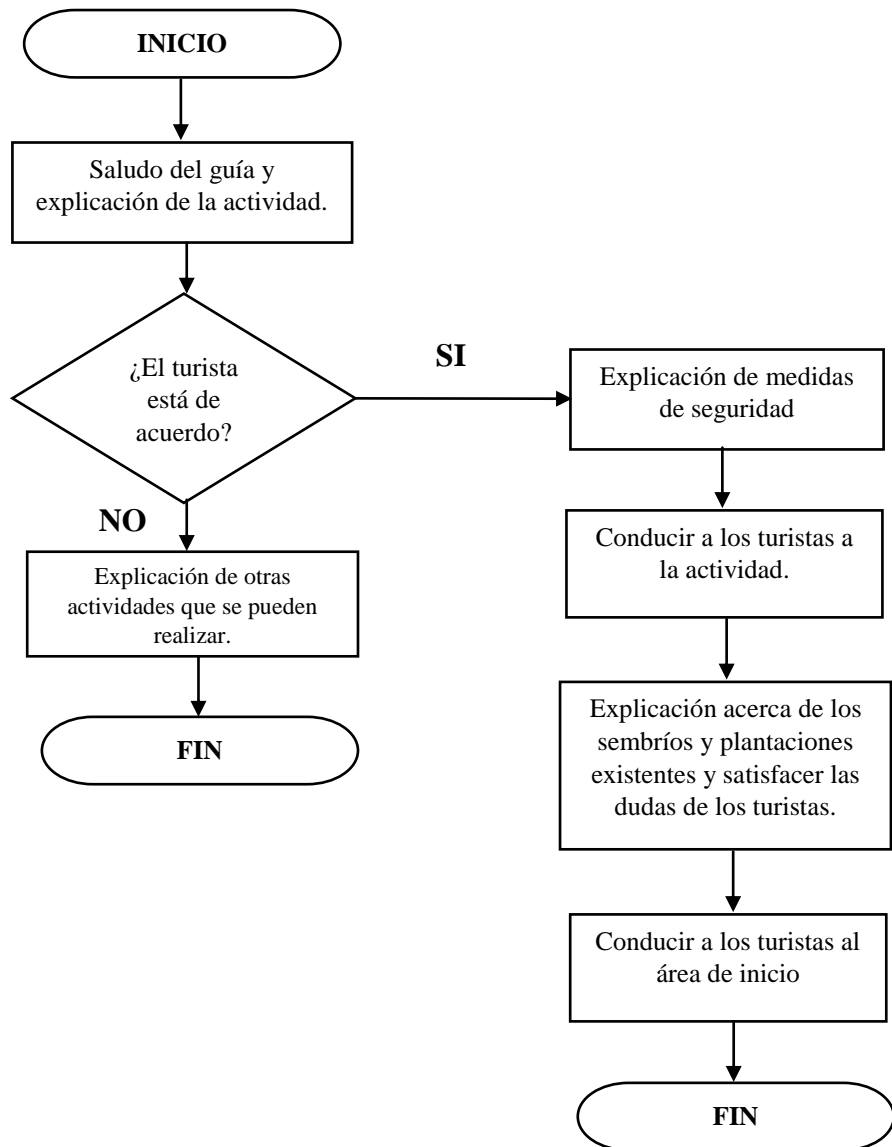 INICIO
Saludo del guía y
explicación de la actividad.
¿El turista
está de
acuerdo?
NO
Explicación de otras
actividades que se pueden
realizar.
FIN
SI
Explicación de medidas
de seguridad
Conducir a los turistas a
la actividad.
Explicación acerca de los
sembríos y plantaciones
existentes y satisfacer las
dudas de los turistas.
Conducir a los turistas al
área de inicio
FIN